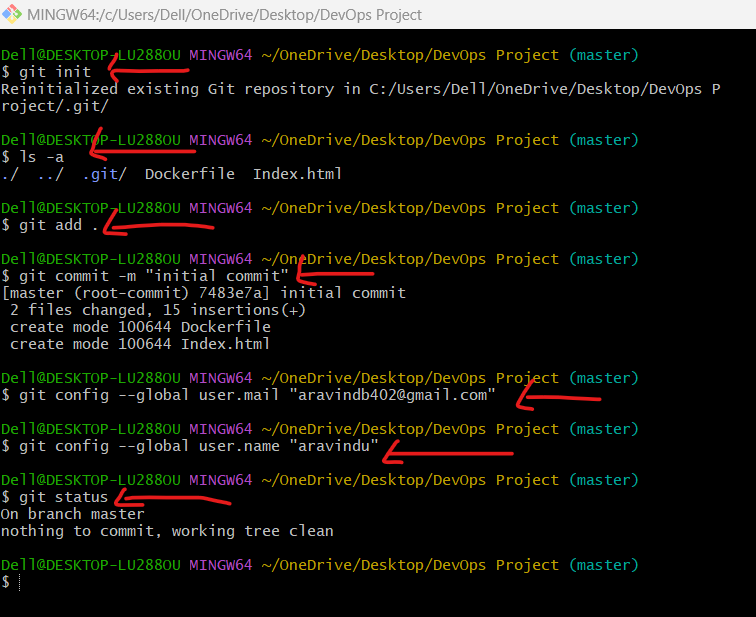 MINGW64:/c/Users/Dell/OneDrive/Desktop/DevOps Project
Dell@DESKTOP-LU288OU MINGW64 ~/OneDrive/Desktop/DevOps Project (master)
$ git init
Reinitialized existing Git repository in C:/Users/Dell/OneDrive/Desktop/DevOps P
roject/.git/
Dell@DESKTOP-LU288OU MINGW64 ~/OneDrive/Desktop/DevOps Project (master)
$ ls -a
./  ../  .git/  Dockerfile  Index.html
Dell@DESKTOP-LU288OU MINGW64 ~/OneDrive/Desktop/DevOps Project (master)
$ git add .
Dell@DESKTOP-LU288OU MINGW64 ~/OneDrive/Desktop/DevOps Project (master)
$ git commit -m "initial commit"
[master (root-commit) 7483e7a] initial commit
 2 files changed, 15 insertions(+)
 create mode 100644 Dockerfile
 create mode 100644 Index.html
Dell@DESKTOP-LU288OU MINGW64 ~/OneDrive/Desktop/DevOps Project (master)
$ git config --global user.mail "aravindb402@gmail.com"
Dell@DESKTOP-LU288OU MINGW64 ~/OneDrive/Desktop/DevOps Project (master)
$ git config --global user.name "aravindu"
Dell@DESKTOP-LU288OU MINGW64 ~/OneDrive/Desktop/DevOps Project (master)
$ git status
On branch master
nothing to commit, working tree clean
Dell@DESKTOP-LU288OU MINGW64 ~/OneDrive/Desktop/DevOps Project (master)
$